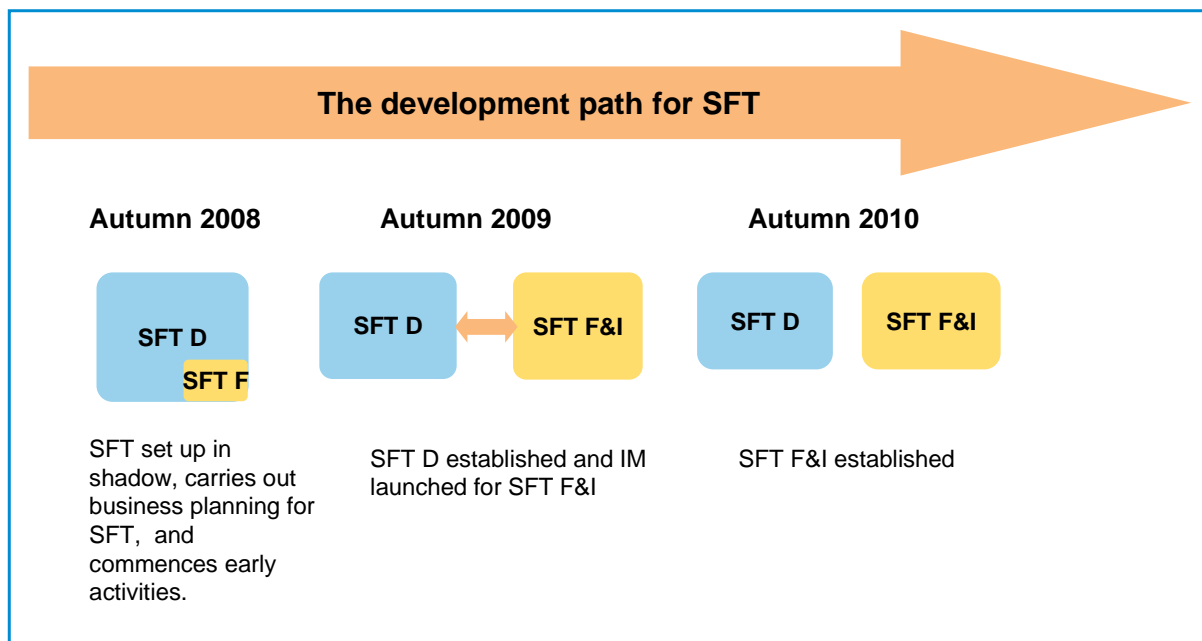 The development path for SFT
Autumn 2008
Autumn 2009
Autumn 2010
SFT D
SFT F
SFT D
SFT F&I
SFT D
SFT F&I
SFT set up in
shadow, carries out
business planning for
SFT, and
commences early
activities.
SFT D established and IM
launched for SFT F&I
SFT F&I established